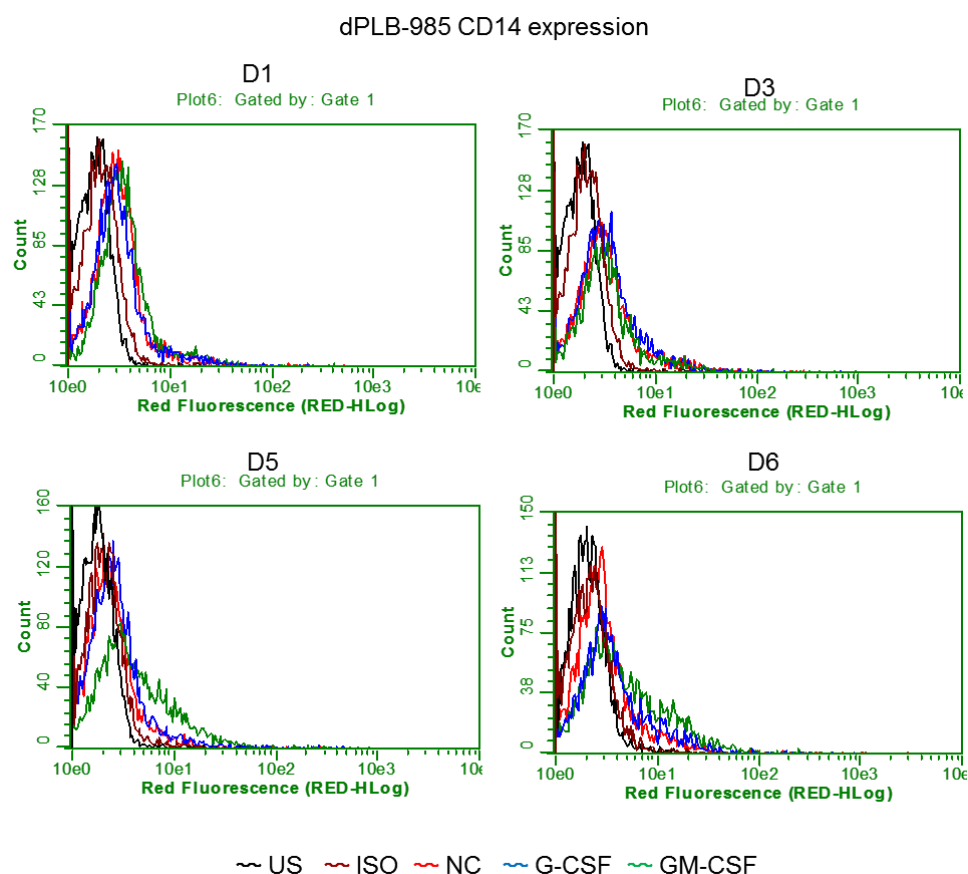 dPLB-985 CD14 expression
D1
Plot6: Gated by: Gate 1
170
128
85
43
0
Count
10e0 10e1 10e2 10e3 10e
Red Fluorescence (RED-HLog)
D3
Plot6: Gated by: Gate 1
170
128
85
43
0
Count
10e0 10e1 10e2 10e3 10e
Red Fluorescence (RED-HLog)
D5
Plot6: Gated by: Gate 1
160
120
80
40
0
Count
10e0 10e1 10e2 10e3 10e
Red Fluorescence (RED-HLog)
D6
Plot6: Gated by: Gate 1
150
113
75
38
0
Count
10e0 10e1 10e2 10e3 10e
Red Fluorescence (RED-HLog)
US ISO NC G-CSF GM-CSF